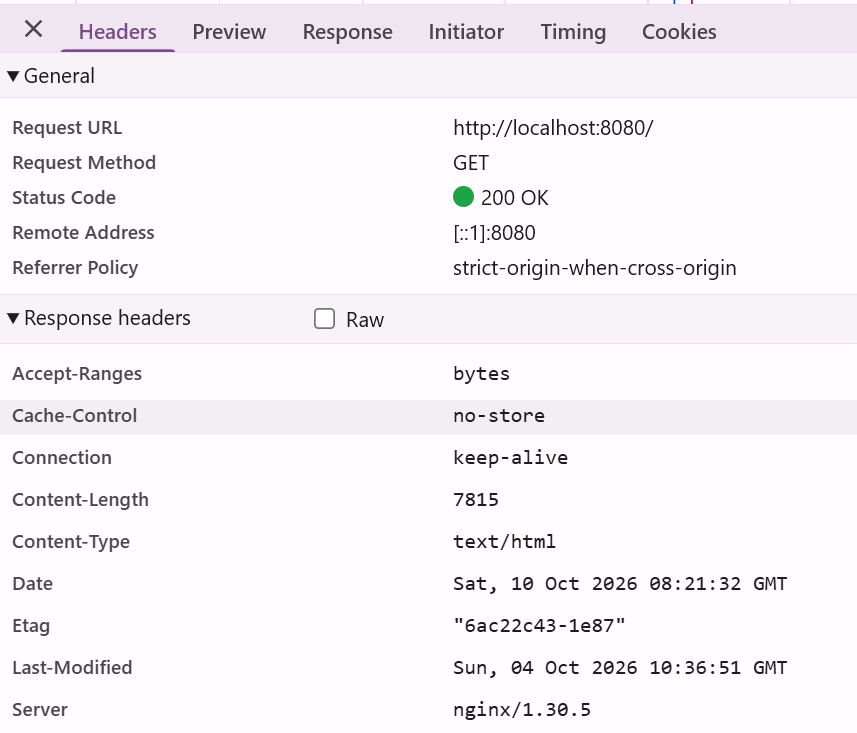 Headers Preview Response Initiator Timing Cookies
General
Request URL http://localhost:8080/
Request Method GET
Status Code 200 OK
Remote Address [::1]:8080
Referrer Policy strict-origin-when-cross-origin
Response headers Raw
Accept-Ranges bytes
Cache-Control no-store
Connection keep-alive
Content-Length 7815
Content-Type text/html
Date Sat, 10 Oct 2026 08:21:32 GMT
Etag "6ac22c43-1e87"
Last-Modified Sun, 04 Oct 2026 10:36:51 GMT
Server nginx/1.30.5